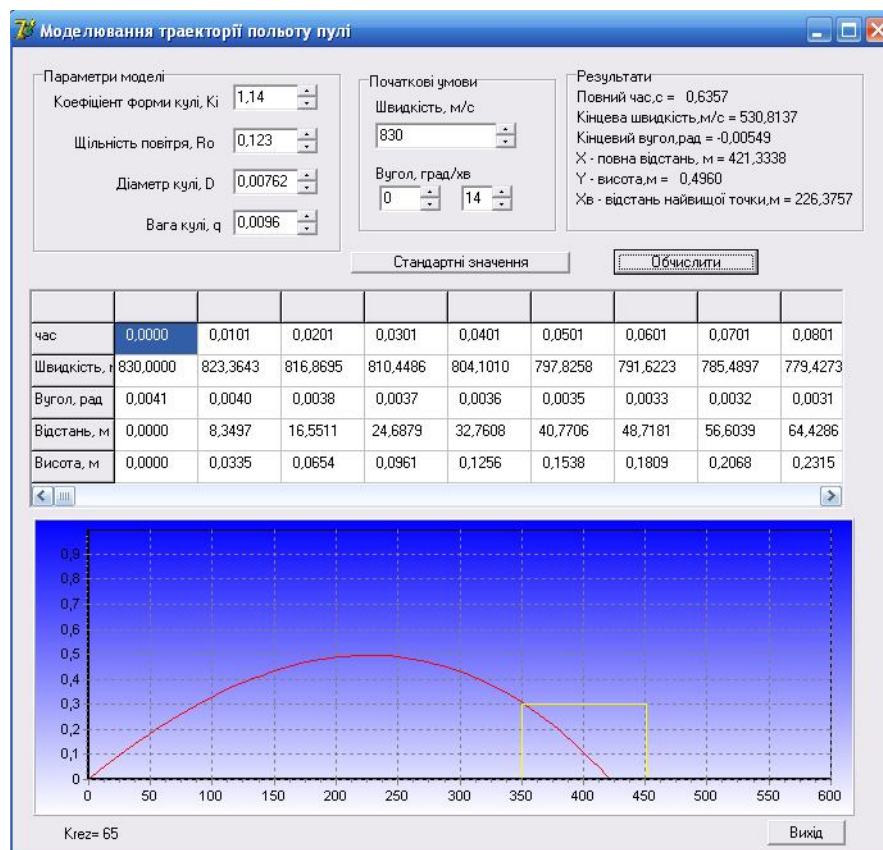 Моделювання траекторії польоту пулі
Параметри моделі
Коефіцієнт форми кулі, Кі 1,14
Щільність повітря, Ro 0,123
Діаметр кулі, D 0,00762
Вага кулі, q 0,0096
Початкові умови
Швидкість, м/с
830
Вугол, град/хв
0 14
Результати
Повний час,с = 0,6357
Кінцева швидкість,м/с = 530,8137
Кінцевий вугол,рад = -0,00549
X - повна відстань, м = 421,3338
Y - висота,м = 0,4960
Хв - відстань найвищої точки,м = 226,3757
Стандартні значення
Обчислити
час 0,0000 0,0101 0,0201 0,0301 0,0401 0,0501 0,0601 0,0701 0,0801
Швидкість, 830,0000 823,3643 816,8695 810,4486 804,1010 797,8258 791,6223 785,4897 779,4273
Вугол, рад 0,0041 0,0040 0,0038 0,0037 0,0036 0,0035 0,0033 0,0032 0,0031
Відстань, м 0,0000 8,3497 16,5511 24,6879 32,7608 40,7706 48,7181 56,6039 64,4286
Висота, м 0,0000 0,0335 0,0654 0,0961 0,1256 0,1538 0,1809 0,2068 0,2315
0,9
0,8
0,7
0,6
0,5
0,4
0,3
0,2
0,1
0
0 50 100 150 200 250 300 350 400 450 500 550 600
Krez= 65
Вихід